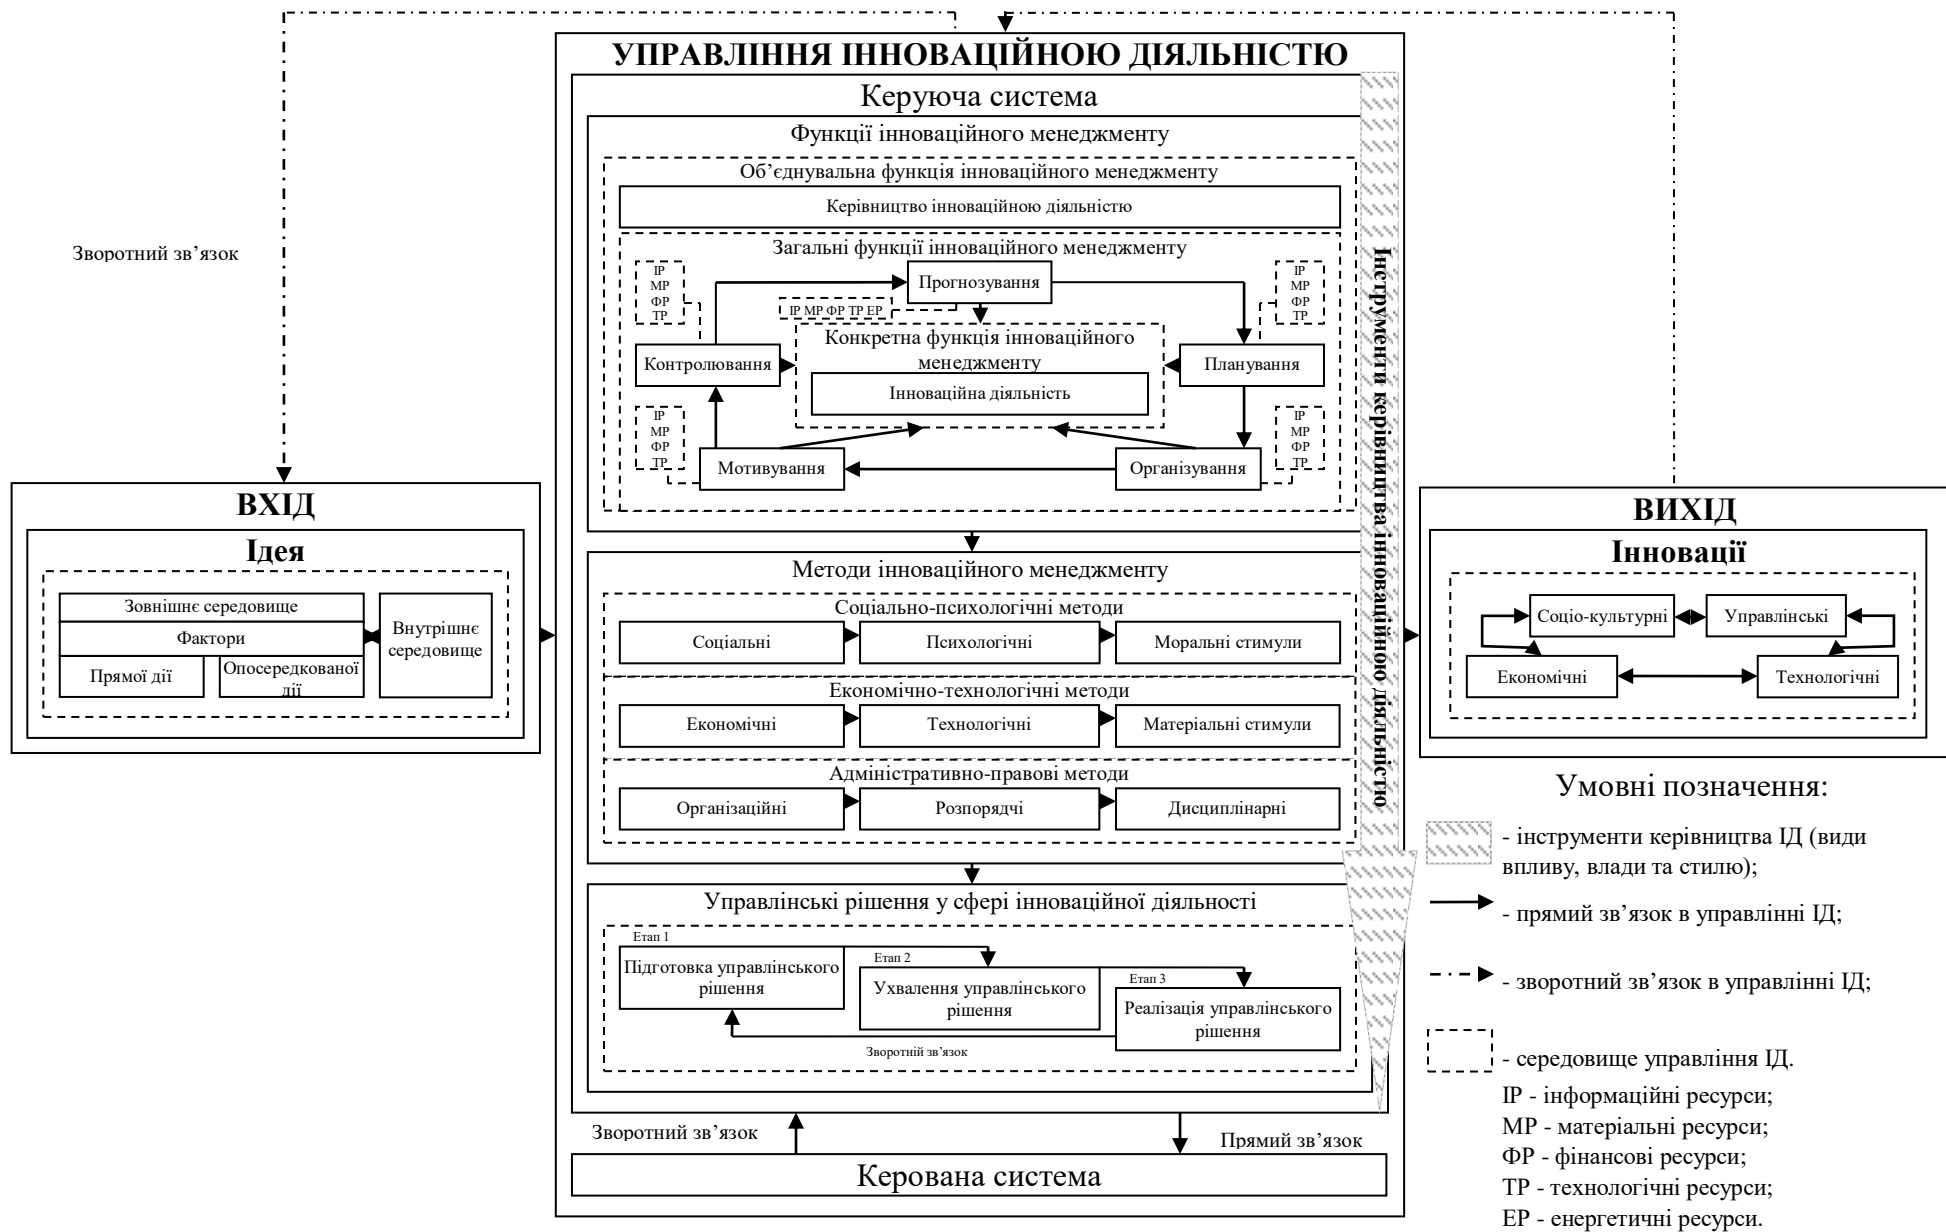 УПРАВЛІННЯ ІННОВАЦІЙНОЮ ДІЯЛЬНІСТЮ
Керуюча система
Функції інноваційного менеджменту
Об’єднувальна функція інноваційного менеджменту
Керівництво інноваційною діяльністю
Загальні функції інноваційного менеджменту
ІР
МР
ФР
ТР
Прогнозування
ІР МР ФР ТР ЕР
ІР
МР
ФР
ТР
Контролювання
Конкретна функція інноваційного
менеджменту
Інноваційна діяльність
Планування
ІР
МР
ФР
ТР
Мотивування
Організування
ІР
МР
ФР
ТР
Інструменти керівництва інноваційною діяльністю
Зворотний зв’язок
ВХІД
Ідея
Зовнішнє середовище
Фактори
Прямої дії
Опосередкованої
дії
Внутрішнє
середовище
Методи інноваційного менеджменту
Соціально-психологічні методи
Соціальні
Психологічні
Моральні стимули
Економічно-технологічні методи
Економічні
Технологічні
Матеріальні стимули
Адміністративно-правові методи
Організаційні
Розпорядчі
Дисциплінарні
Управлінські рішення у сфері інноваційної діяльності
Етап 1
Підготовка управлінського
рішення
Етап 2
Ухвалення управлінського
рішення
Етап 3
Реалізація управлінського
рішення
Зворотній зв’язок
Зворотний зв’язок
Прямий зв’язок
Керована система
ВИХІД
Інновації
Соціо-культурні
Управлінські
Економічні
Технологічні
Умовні позначення:
- інструменти керівництва ІД (види
впливу, влади та стилю);
- прямий зв’язок в управлінні ІД;
- зворотний зв’язок в управлінні ІД;
- середовище управління ІД.
ІР - інформаційні ресурси;
МР - матеріальні ресурси;
ФР - фінансові ресурси;
ТР - технологічні ресурси;
ЕР - енергетичні ресурси.